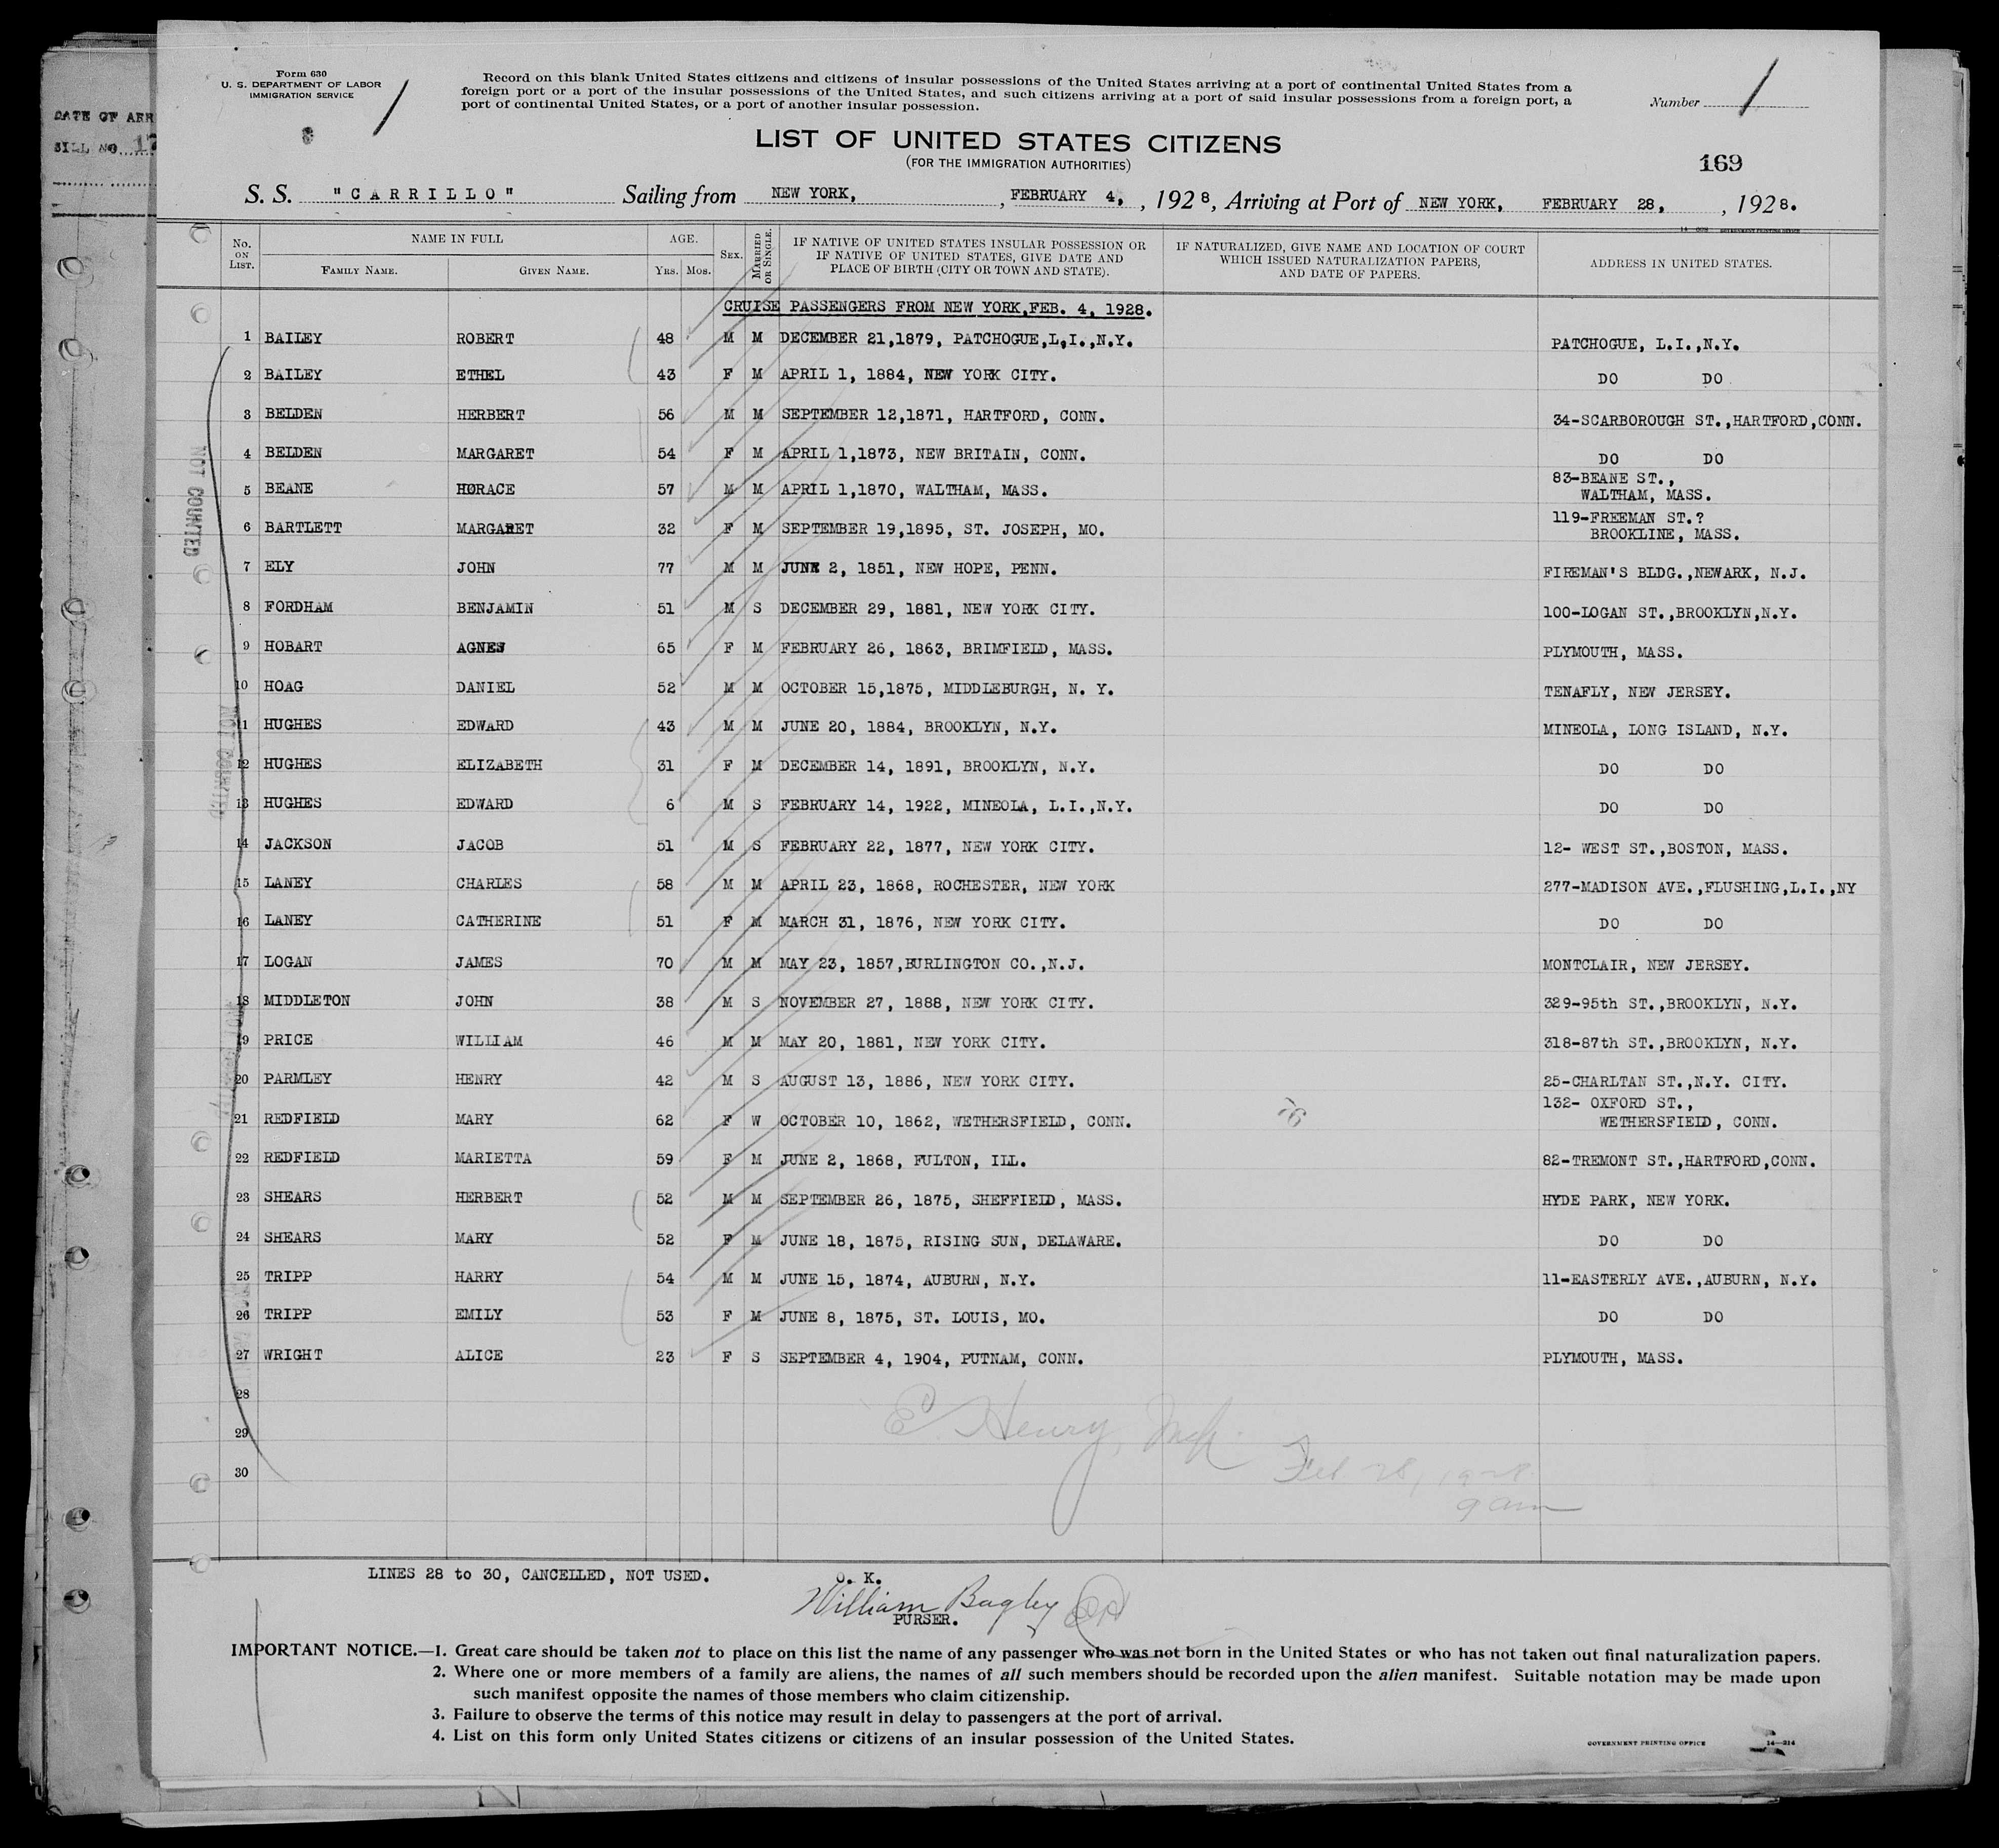 DATE OF ARR
BILL NO. 17
Form 630
U. S. DEPARTMENT OF LABOR
IMMIGRATION SERVICE
/
Record on this blank United States citizens and citizens of insular possessions of the United States arriving at a port of continental United States from a
foreign port or a port of the insular possessions of the United States, and such citizens arriving at a port of said insular possessions from a foreign port, a
port of continental United States, or a port of another insular possession.
Number 1
LIST OF UNITED STATES CITIZENS
(FOR THE IMMIGRATION AUTHORITIES)
169
S. S. "CARRILLO" Sailing from NEW YORK, , FEBRUARY 4, , 1928, Arriving at Port of NEW YORK, FEBRUARY 28, , 1928.
No. ON LIST. NAME IN FULL FAMILY NAME. GIVEN NAME. AGE. YRS. MOS. SEX. MARRIED OR SINGLE. IF NATIVE OF UNITED STATES INSULAR POSSESSION OR IF NATIVE OF UNITED STATES, GIVE DATE AND PLACE OF BIRTH (CITY OR TOWN AND STATE). IF NATURALIZED, GIVE NAME AND LOCATION OF COURT WHICH ISSUED NATURALIZATION PAPERS, AND DATE OF PAPERS. ADDRESS IN UNITED STATES.
CRUISE PASSENGERS FROM NEW YORK,FEB. 4, 1928.
1 BAILEY ROBERT 48 M M DECEMBER 21,1879, PATCHOGUE,L.I.,N.Y. PATCHOGUE, L.I.,N.Y.
2 BAILEY ETHEL 43 F M APRIL 1, 1884, NEW YORK CITY. DO DO
3 BELDEN HERBERT 56 M M SEPTEMBER 12,1871, HARTFORD, CONN. 34-SCARBOROUGH ST.,HARTFORD,CONN.
4 BELDEN MARGARET 54 F M APRIL 1,1873, NEW BRITAIN, CONN. DO DO
5 BEANE HORACE 57 M M APRIL 1,1870, WALTHAM, MASS. 83-BEANE ST., WALTHAM, MASS.
6 BARTLETT MARGARET 32 F M SEPTEMBER 19,1895, ST. JOSEPH, MO. 119-FREEMAN ST.? BROOKLINE, MASS.
7 ELY JOHN 77 M M JUNE 2, 1851, NEW HOPE, PENN. FIREMAN'S BLDG.,NEWARK, N.J.
8 FORDHAM BENJAMIN 51 M S DECEMBER 29, 1881, NEW YORK CITY. 100-LOGAN ST.,BROOKLYN,N.Y.
9 HOBART AGNES 65 F M FEBRUARY 26, 1863, BRIMFIELD, MASS. PLYMOUTH, MASS.
10 HOAG DANIEL 52 M M OCTOBER 15,1875, MIDDLEBURGH, N. Y. TENAFLY, NEW JERSEY.
11 HUGHES EDWARD 43 M M JUNE 20, 1884, BROOKLYN, N.Y. MINEOLA, LONG ISLAND, N.Y.
12 HUGHES ELIZABETH 31 F M DECEMBER 14, 1891, BROOKLYN, N.Y. DO DO
13 HUGHES EDWARD 6 M S FEBRUARY 14, 1922, MINEOLA, L.I.,N.Y. DO DO
14 JACKSON JACOB 51 M S FEBRUARY 22, 1877, NEW YORK CITY. 12- WEST ST.,BOSTON, MASS.
15 LANEY CHARLES 58 M M APRIL 23, 1868, ROCHESTER, NEW YORK 277-MADISON AVE.,FLUSHING,L.I.,NY
16 LANEY CATHERINE 51 F M MARCH 31, 1876, NEW YORK CITY. DO DO
17 LOGAN JAMES 70 M M MAY 23, 1857,BURLINGTON CO.,N.J. MONTCLAIR, NEW JERSEY.
18 MIDDLETON JOHN 38 M S NOVEMBER 27, 1888, NEW YORK CITY. 329-95th ST.,BROOKLYN, N.Y.
19 PRICE WILLIAM 46 M M MAY 20, 1881, NEW YORK CITY. 318-87th ST.,BROOKLYN, N.Y.
20 PARMLEY HENRY 42 M S AUGUST 13, 1886, NEW YORK CITY. 25-CHARLTAN ST.,N.Y. CITY.
21 REDFIELD MARY 62 F W OCTOBER 10, 1862, WETHERSFIELD, CONN. 132- OXFORD ST., WETHERSFIELD, CONN.
22 REDFIELD MARIETTA 59 F M JUNE 2, 1868, FULTON, ILL. 82-TREMONT ST.,HARTFORD,CONN.
23 SHEARS HERBERT 52 M M SEPTEMBER 26, 1875, SHEFFIELD, MASS. HYDE PARK, NEW YORK.
24 SHEARS MARY 52 F M JUNE 18, 1875, RISING SUN, DELAWARE. DO DO
25 TRIPP HARRY 54 M M JUNE 15, 1874, AUBURN, N.Y. 11-EASTERLY AVE.,AUBURN, N.Y.
26 TRIPP EMILY 53 F M JUNE 8, 1875, ST. LOUIS, MO. DO DO
27 WRIGHT ALICE 23 F S SEPTEMBER 4, 1904, PUTNAM, CONN. PLYMOUTH, MASS.
28
29
30
NOT COUNTED
NOT COUNTED
E. Henry,
Feb 28, 1928
9 am
LINES 28 to 30, CANCELLED, NOT USED.
O. K.
William Bagley
PURSER.
IMPORTANT NOTICE.—1. Great care should be taken not to place on this list the name of any passenger who was not born in the United States or who has not taken out final naturalization papers.
2. Where one or more members of a family are aliens, the names of all such members should be recorded upon the alien manifest. Suitable notation may be made upon
such manifest opposite the names of those members who claim citizenship.
3. Failure to observe the terms of this notice may result in delay to passengers at the port of arrival.
4. List on this form only United States citizens or citizens of an insular possession of the United States.
GOVERNMENT PRINTING OFFICE 14—314